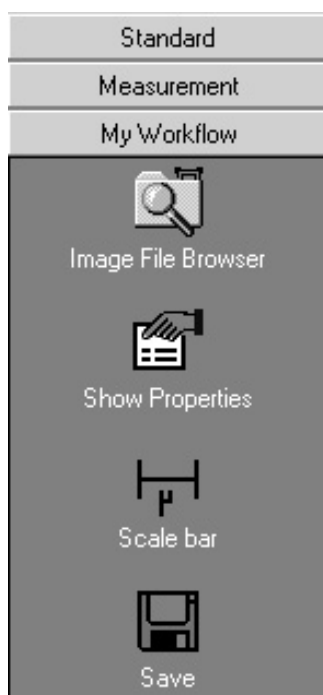 Standard
Measurement
My Workflow
Image File Browser
Show Properties
µ
Scale bar
Save